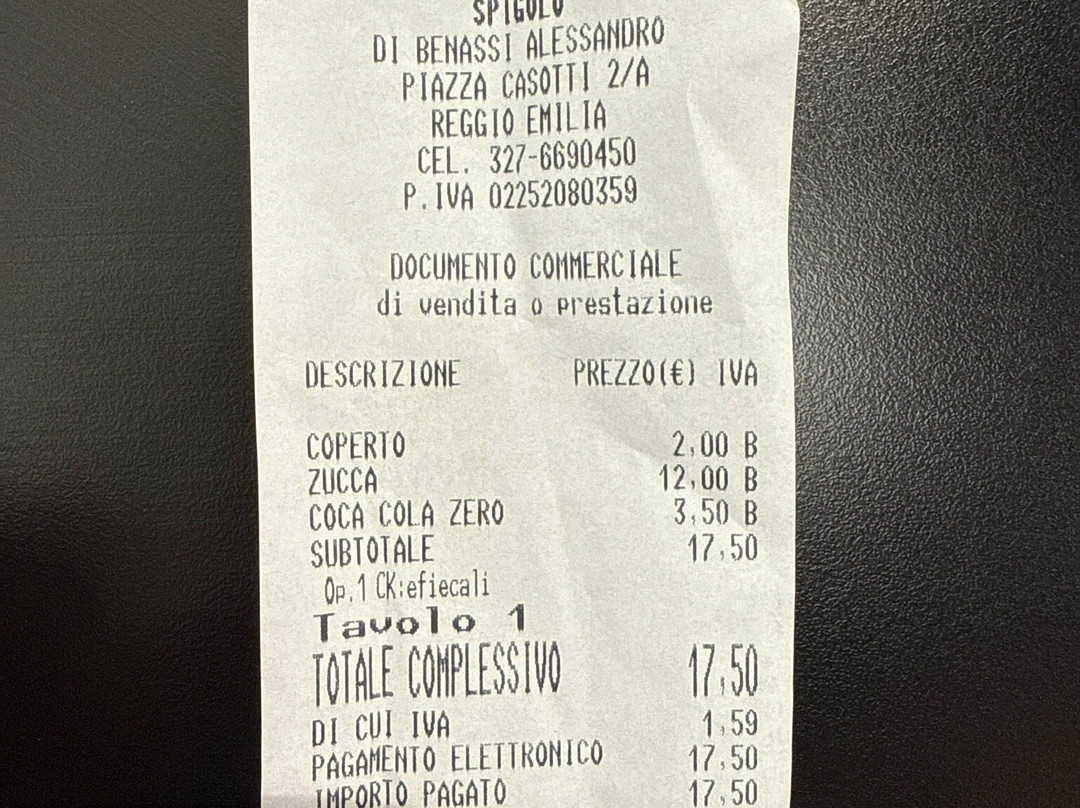 SPIGOLO
DI BENASSI ALESSANDRO
PIAZZA CASOTTI 2/A
REGGIO EMILIA
CEL. 327-6690450
P.IVA 02252080359
DOCUMENTO COMMERCIALE
di vendita o prestazione
DESCRIZIONE PREZZO(€) IVA
COPERTO 2,00 B
ZUCCA 12,00 B
COCA COLA ZERO 3,50 B
SUBTOTALE 17,50
Op.1 CK:efiecali
Tavolo 1
TOTALE COMPLESSIVO 17,50
DI CUI IVA 1,59
PAGAMENTO ELETTRONICO 17,50
IMPORTO PAGATO 17,50